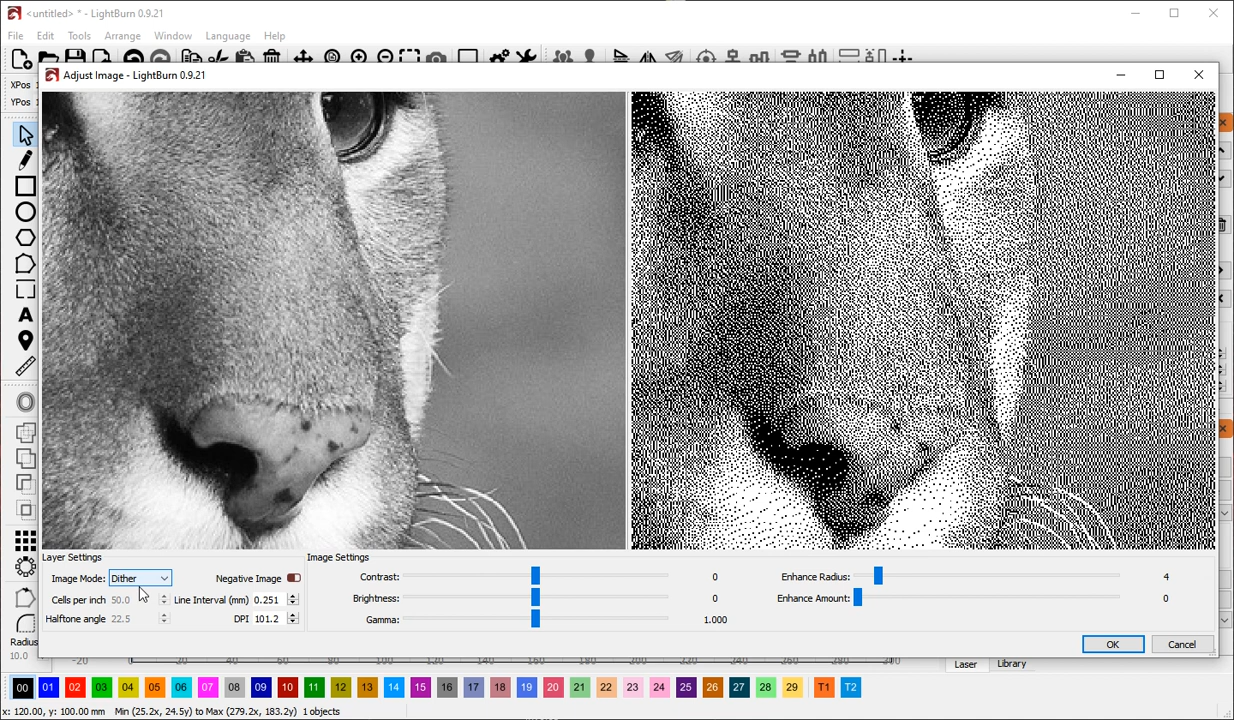 <untitled> * - LightBurn 0.9.21
File Edit Tools Arrange Window Language Help
XPos
YPos
Adjust Image - LightBurn 0.9.21
Layer Settings
Image Settings
Image Mode: Dither
Negative Image
Cells per inch 50.0
Line Interval (mm) 0.251
Halftone angle 22.5
DPI 101.2
Contrast: 0
Brightness: 0
Gamma: 1.000
Enhance Radius: 4
Enhance Amount: 0
OK
Cancel
Radius:
10.0
Laser Library
00 01 02 03 04 05 06 07 08 09 10 11 12 13 14 15 16 17 18 19 20 21 22 23 24 25 26 27 28 29 T1 T2
x: 120.00, y: 100.00 mm Min (25.2x, 24.5y) to Max (279.2x, 183.2y) 1 objects